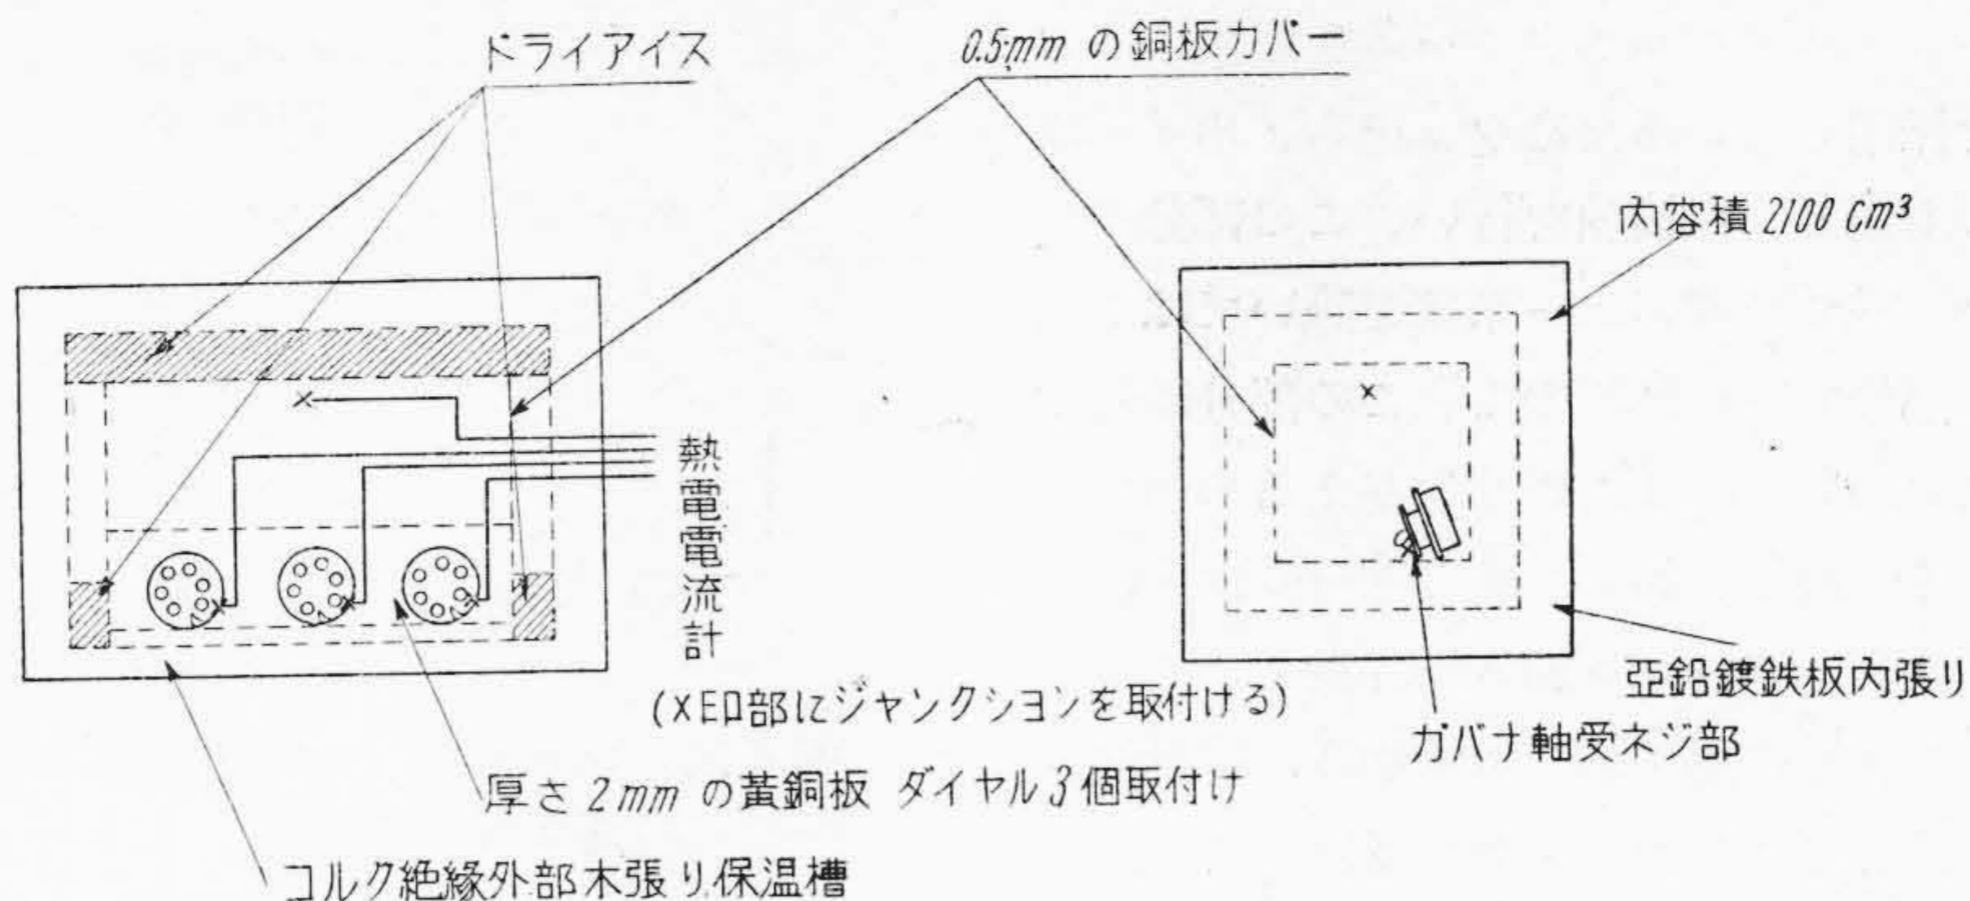 ドライアイス
0.5mm の銅板カバー
内容積 2100 cm³
熱電電流計
(×印部にジャンクションを取付ける)
亜鉛鍍鉄板内張り
ガバナ軸受ネジ部
厚さ 2mm の黄銅板 ダイヤル3個取付け
コルク絶縁外部木張り保温槽